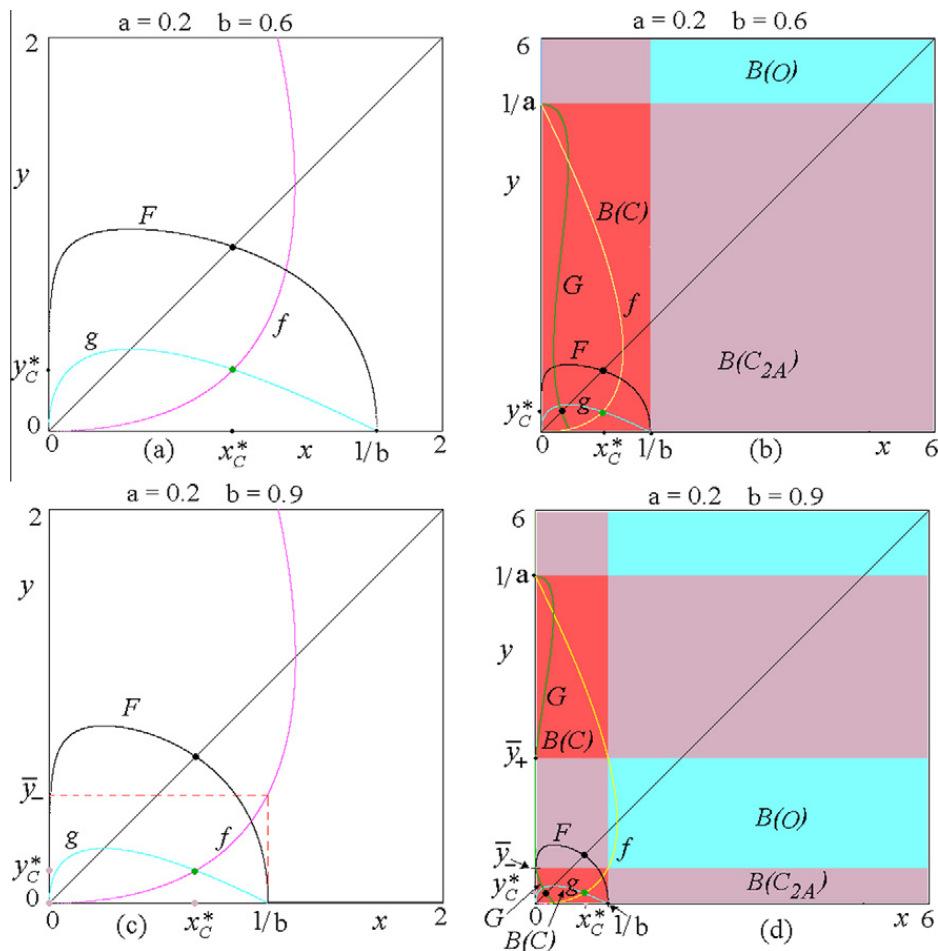 a = 0.2 b = 0.6
2
y
F
g
f
y*C
0
0 (a) x*C x 1/b 2
a = 0.2 b = 0.6
6
B(O)
1/a
y
B(C)
G
f
F
B(C2A)
g
y*C
0
0 x*C 1/b (b) x 6
a = 0.2 b = 0.9
2
y
F
ȳ-
g
f
y*C
0
0 (c) x*C 1/b x 2
a = 0.2 b = 0.9
6
1/a
y
G
B(C)
ȳ+
B(O)
F
f
ȳ-
y*C
g
B(C2A)
G
0 x*C 1/b (d) x 6
B(C)